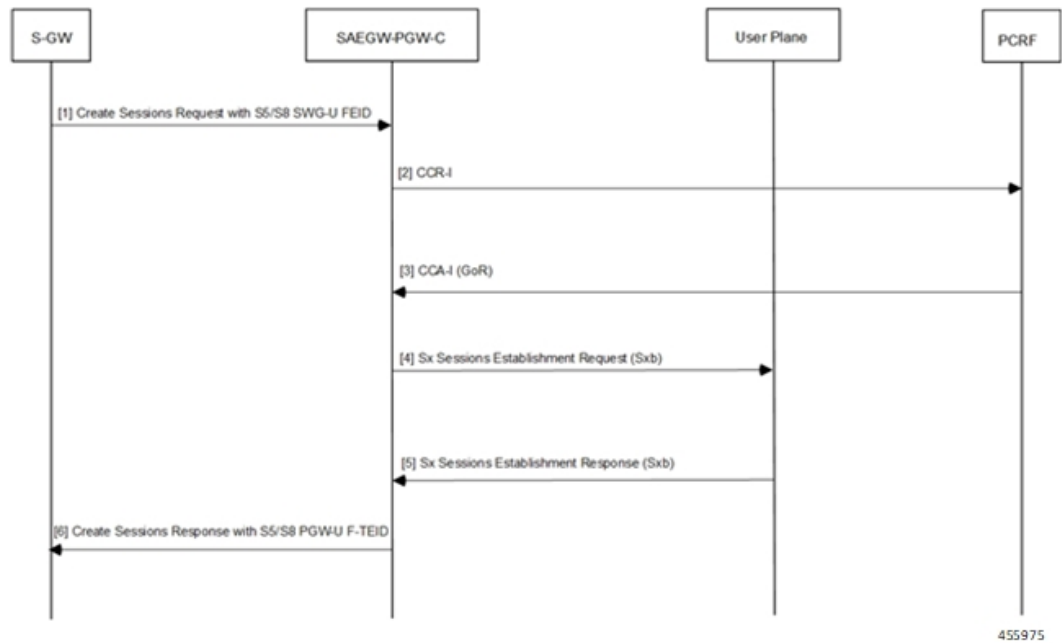 S-GW
SAEGW-PGW-C
User Plane
PCRF
[1] Create Sessions Request with S5/S8 SWG-U FEID
[2] CCR-I
[3] CCA-I (GoR)
[4] Sx Sessions Establishment Request (Sxb)
[5] Sx Sessions Establishment Response (Sxb)
[6] Create Sessions Response with S5/S8 PGW-U F-TEID
455975